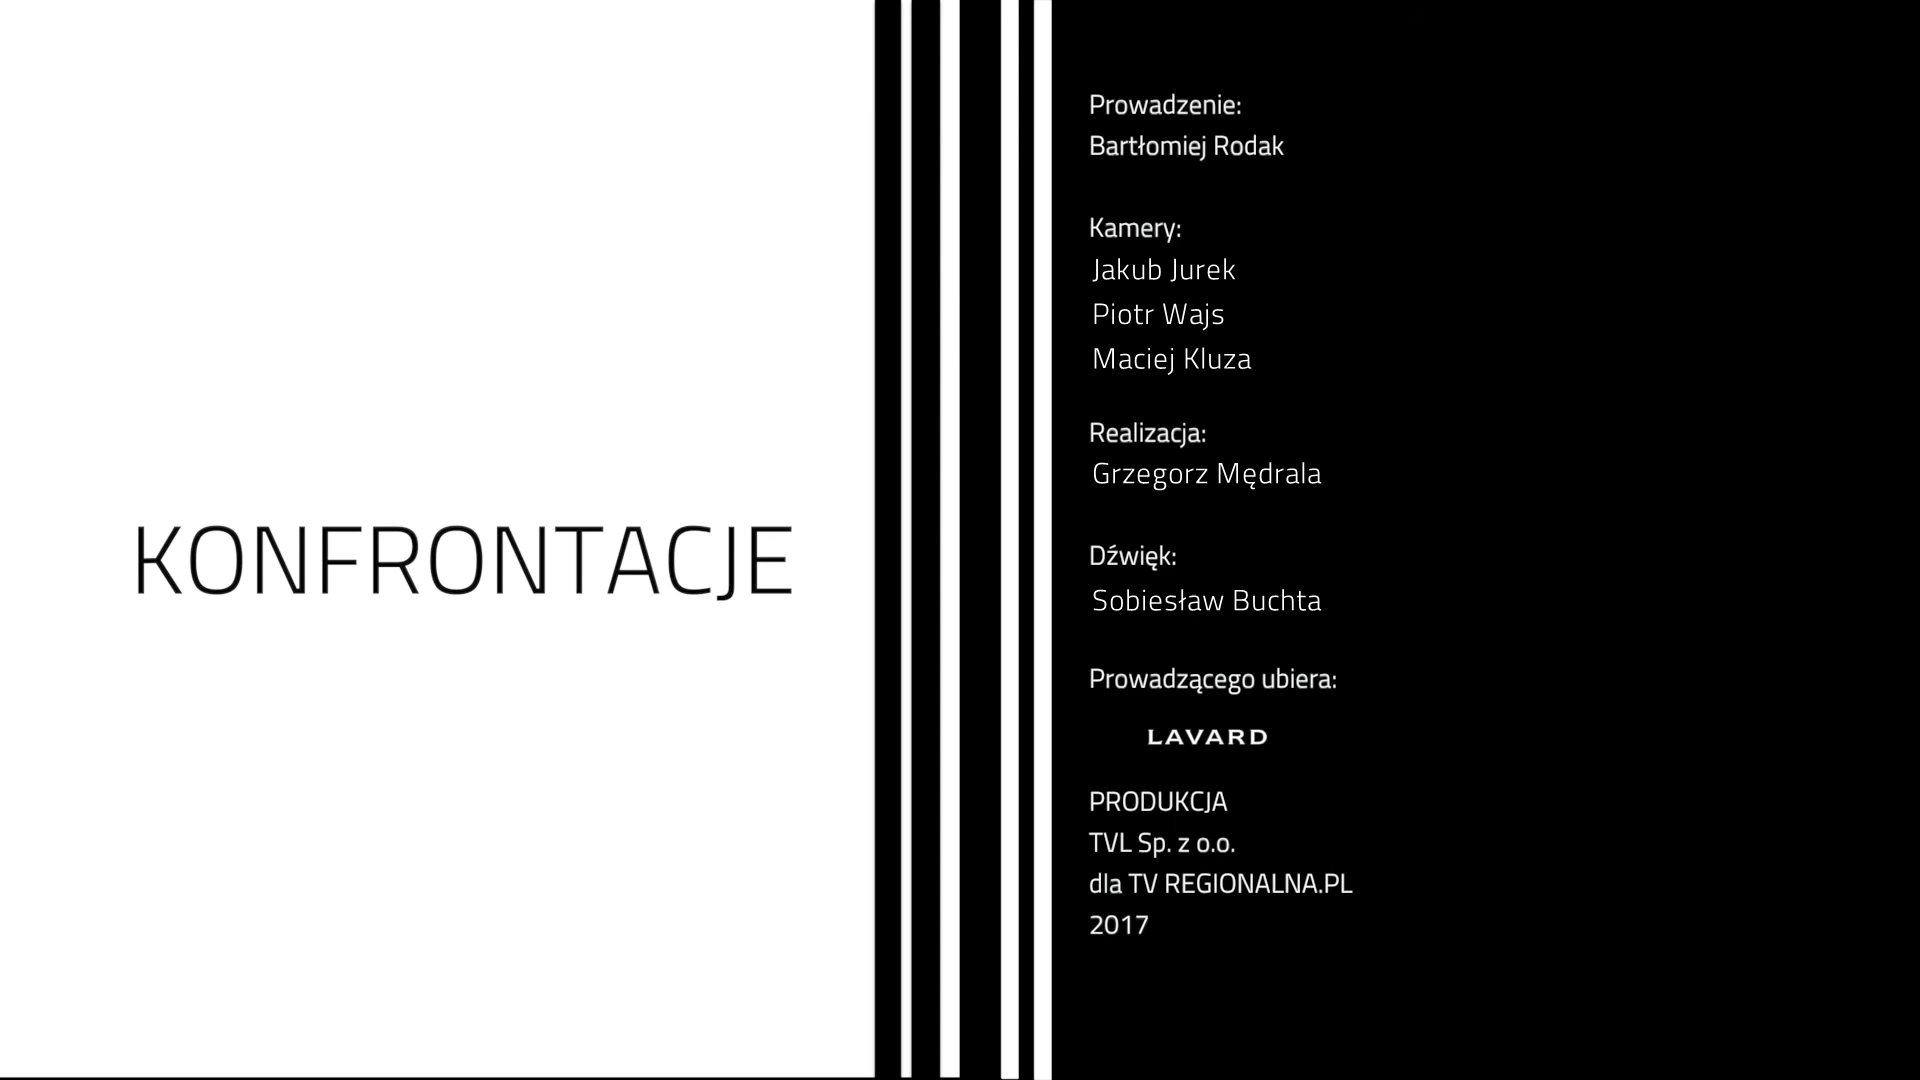 KONFRONTACJE
Prowadzenie:
Bartłomiej Rodak
Kamery:
Jakub Jurek
Piotr Wajs
Maciej Kluza
Realizacja:
Grzegorz Mędrala
Dźwięk:
Sobiesław Buchta
Prowadzącego ubiera:
LAVARD
PRODUKCJA
TVL Sp. z o.o.
dla TV REGIONALNA.PL
2017